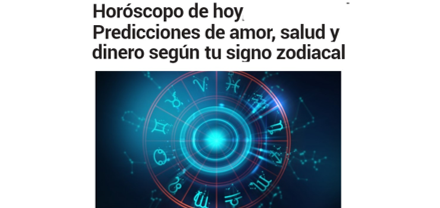 Horóscopo de hoy
Predicciones de amor, salud y
dinero según tu signo zodiacal